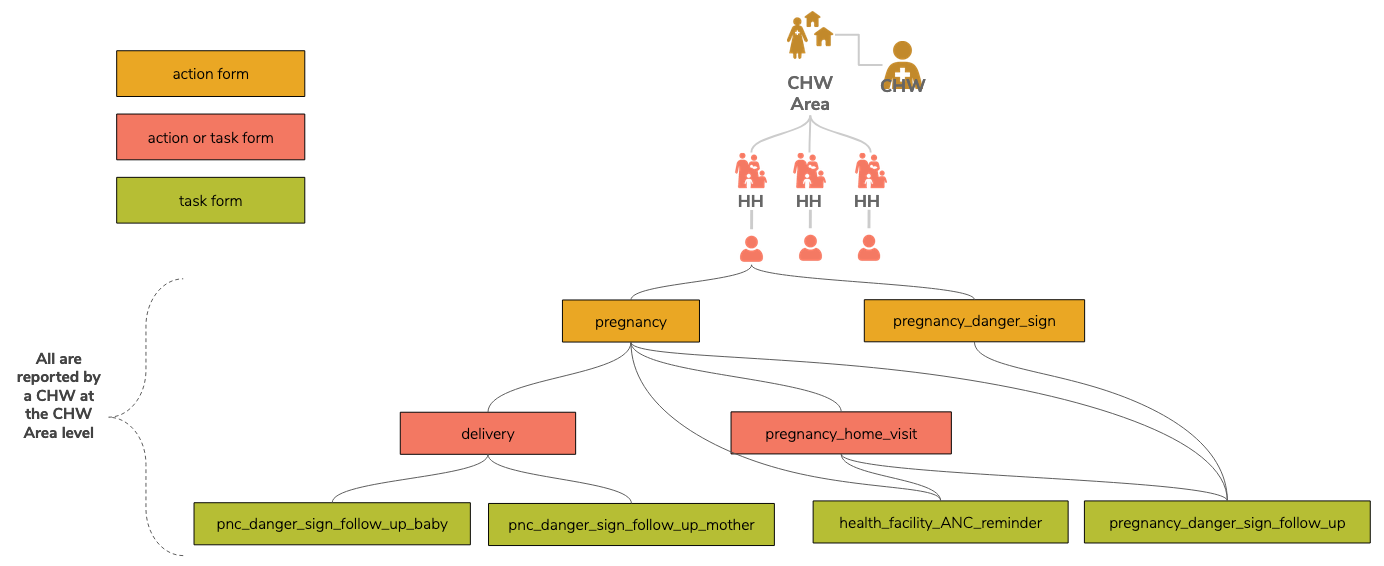 action form
action or task form
task form
CHW
Area
CHW
HH
HH
HH
pregnancy
pregnancy_danger_sign
All are
reported by
a CHW at
the CHW
Area level
delivery
pregnancy_home_visit
pnc_danger_sign_follow_up_baby
pnc_danger_sign_follow_up_mother
health_facility_ANC_reminder
pregnancy_danger_sign_follow_up